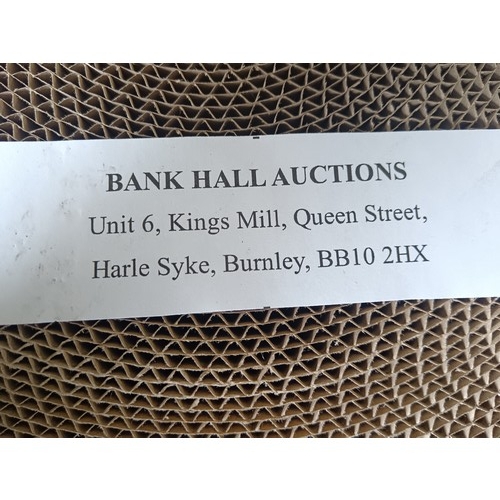 BANK HALL AUCTIONS
Unit 6, Kings Mill, Queen Street,
Harle Syke, Burnley, BB10 2HX